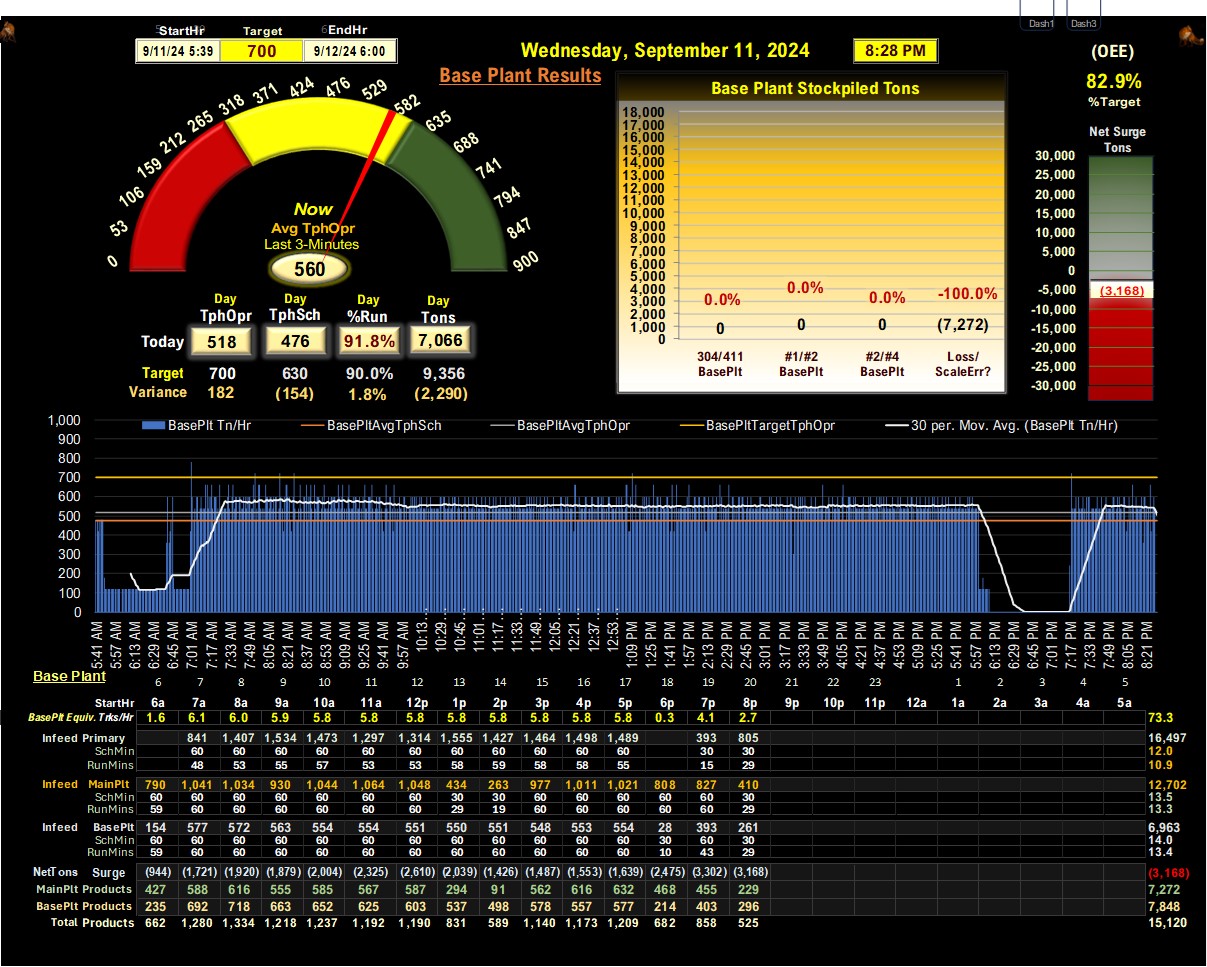 Dash1 Dash3
StartHr Target EndHr
9/11/24 5:39 700 9/12/24 6:00
Wednesday, September 11, 2024 8:28 PM (OEE)
Base Plant Results
82.9%
%Target
Base Plant Stockpiled Tons
Net Surge
Tons
0 53 106 159 212 265 318 371 424 476 529 582 635 688 741 794 847 900
Now
Avg TphOpr
Last 3-Minutes
560
18,000
17,000
16,000
15,000
14,000
13,000
12,000
11,000
10,000
9,000
8,000
7,000
6,000
5,000
4,000
3,000
2,000
1,000
0
0.0% 0.0% 0.0% -100.0%
0 0 0 (7,272)
304/411 #1/#2 #2/#4 Loss/
BasePlt BasePlt BasePlt ScaleErr?
30,000
25,000
20,000
15,000
10,000
5,000
0
-5,000
-10,000
-15,000
-20,000
-25,000
-30,000
(3,168)
Day Day Day Day
TphOpr TphSch %Run Tons
Today 518 476 91.8% 7,066
Target 700 630 90.0% 9,356
Variance 182 (154) 1.8% (2,290)
BasePlt Tn/Hr BasePltAvgTphSch BasePltAvgTphOpr BasePltTargetTphOpr 30 per. Mov. Avg. (BasePlt Tn/Hr)
1,000
900
800
700
600
500
400
300
200
100
0
5:41 AM 5:57 AM 6:13 AM 6:29 AM 6:45 AM 7:01 AM 7:17 AM 7:33 AM 7:49 AM 8:05 AM 8:21 AM 8:37 AM 8:53 AM 9:09 AM 9:25 AM 9:41 AM 9:57 AM 10:13... 10:29... 10:45... 11:01... 11:17... 11:33... 11:49... 12:05... 12:21... 12:37... 12:53... 1:09 PM 1:25 PM 1:41 PM 1:57 PM 2:13 PM 2:29 PM 2:45 PM 3:01 PM 3:17 PM 3:33 PM 3:49 PM 4:05 PM 4:21 PM 4:37 PM 4:53 PM 5:09 PM 5:25 PM 5:41 PM 5:57 PM 6:13 PM 6:29 PM 6:45 PM 7:01 PM 7:17 PM 7:33 PM 7:49 PM 8:05 PM 8:21 PM
Base Plant 6 7 8 9 10 11 12 13 14 15 16 17 18 19 20 21 22 23 1 2 3 4 5
StartHr 6a 7a 8a 9a 10a 11a 12p 1p 2p 3p 4p 5p 6p 7p 8p 9p 10p 11p 12a 1a 2a 3a 4a 5a
BasePlt Equiv. Trks/Hr 1.6 6.1 6.0 5.9 5.8 5.8 5.8 5.8 5.8 5.8 5.8 5.8 0.3 4.1 2.7 73.3
Infeed Primary 841 1,407 1,534 1,473 1,297 1,314 1,555 1,427 1,464 1,498 1,489 393 805 16,497
SchMin 60 60 60 60 60 60 60 60 60 60 60 30 30 12.0
RunMins 48 53 55 57 53 53 58 59 58 58 55 15 29 10.9
Infeed MainPlt 790 1,041 1,034 930 1,044 1,064 1,048 434 263 977 1,011 1,021 808 827 410 12,702
SchMin 60 60 60 60 60 60 60 30 30 60 60 60 60 60 30 13.5
RunMins 59 60 60 60 60 60 60 29 19 60 60 60 60 60 29 13.3
Infeed BasePlt 154 577 572 563 554 554 551 550 551 548 553 554 28 393 261 6,963
SchMin 60 60 60 60 60 60 60 60 60 60 60 60 30 60 30 14.0
RunMins 59 60 60 60 60 60 60 60 60 60 60 60 10 43 29 13.4
NetTons Surge (944) (1,721) (1,920) (1,879) (2,004) (2,325) (2,610) (2,039) (1,426) (1,487) (1,553) (1,639) (2,475) (3,302) (3,168) (3,168)
MainPlt Products 427 588 616 555 585 567 587 294 91 562 616 632 468 455 229 7,272
BasePlt Products 235 692 718 663 652 625 603 537 498 578 557 577 214 403 296 7,848
Total Products 662 1,280 1,334 1,218 1,237 1,192 1,190 831 589 1,140 1,173 1,209 682 858 525 15,120